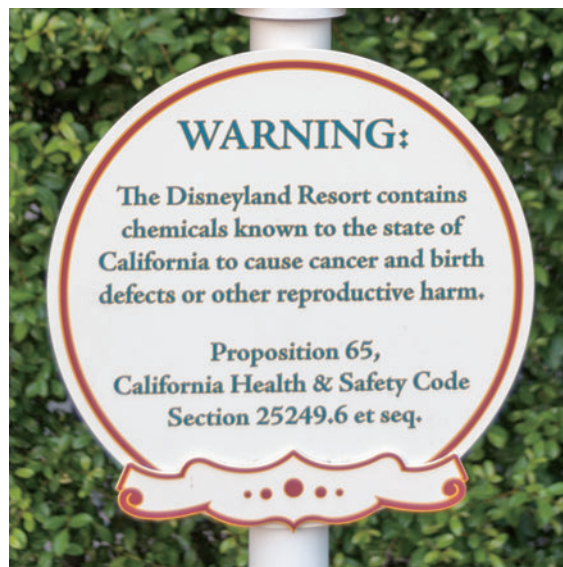 WARNING:
The Disneyland Resort contains
chemicals known to the state of
California to cause cancer and birth
defects or other reproductive harm.
Proposition 65,
California Health & Safety Code
Section 25249.6 et seq.